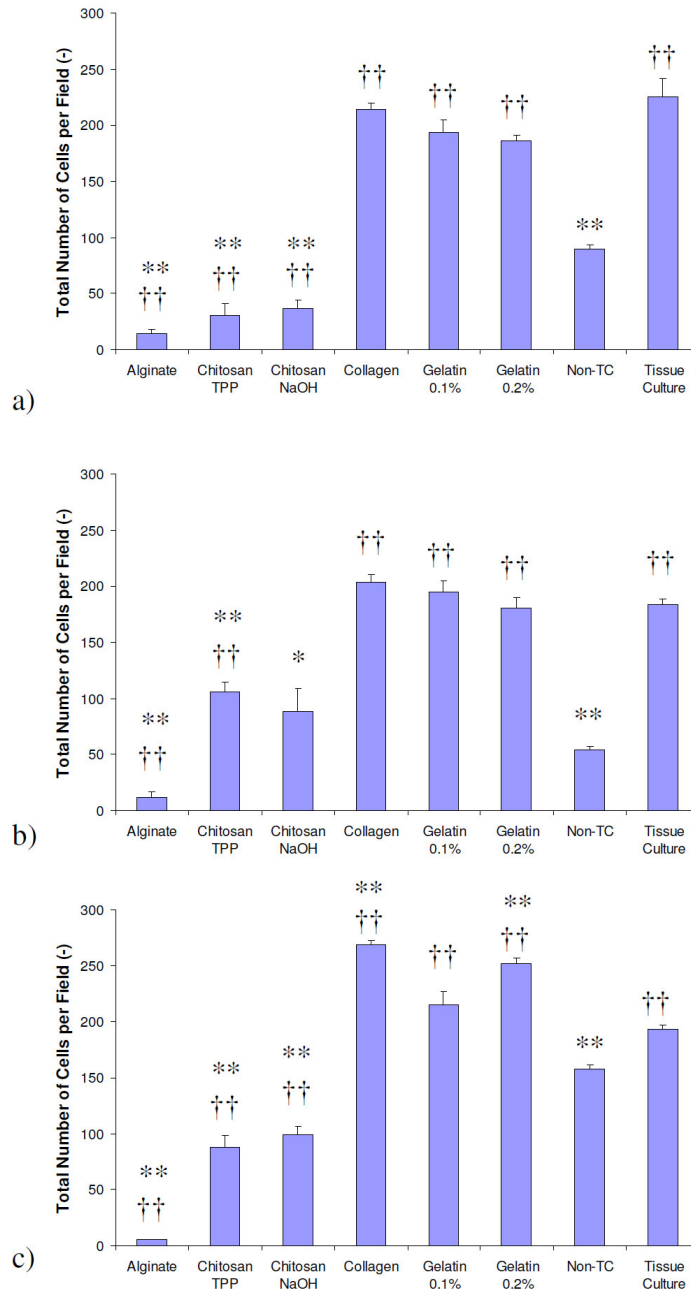 Total Number of Cells per Field (-)
300
250
200
150
100
50
0
††
††
††
††
**
**
**
**
††
††
††
Alginate
Chitosan
TPP
Chitosan
NaOH
Collagen
Gelatin
0.1%
Gelatin
0.2%
Non-TC
Tissue
Culture
a)
Total Number of Cells per Field (-)
300
250
200
150
100
50
0
††
††
††
††
**
††
*
**
††
**
Alginate
Chitosan
TPP
Chitosan
NaOH
Collagen
Gelatin
0.1%
Gelatin
0.2%
Non-TC
Tissue
Culture
b)
Total Number of Cells per Field (-)
300
250
200
150
100
50
0
**
††
**
††
††
††
**
**
††
**
††
**
††
Alginate
Chitosan
TPP
Chitosan
NaOH
Collagen
Gelatin
0.1%
Gelatin
0.2%
Non-TC
Tissue
Culture
c)